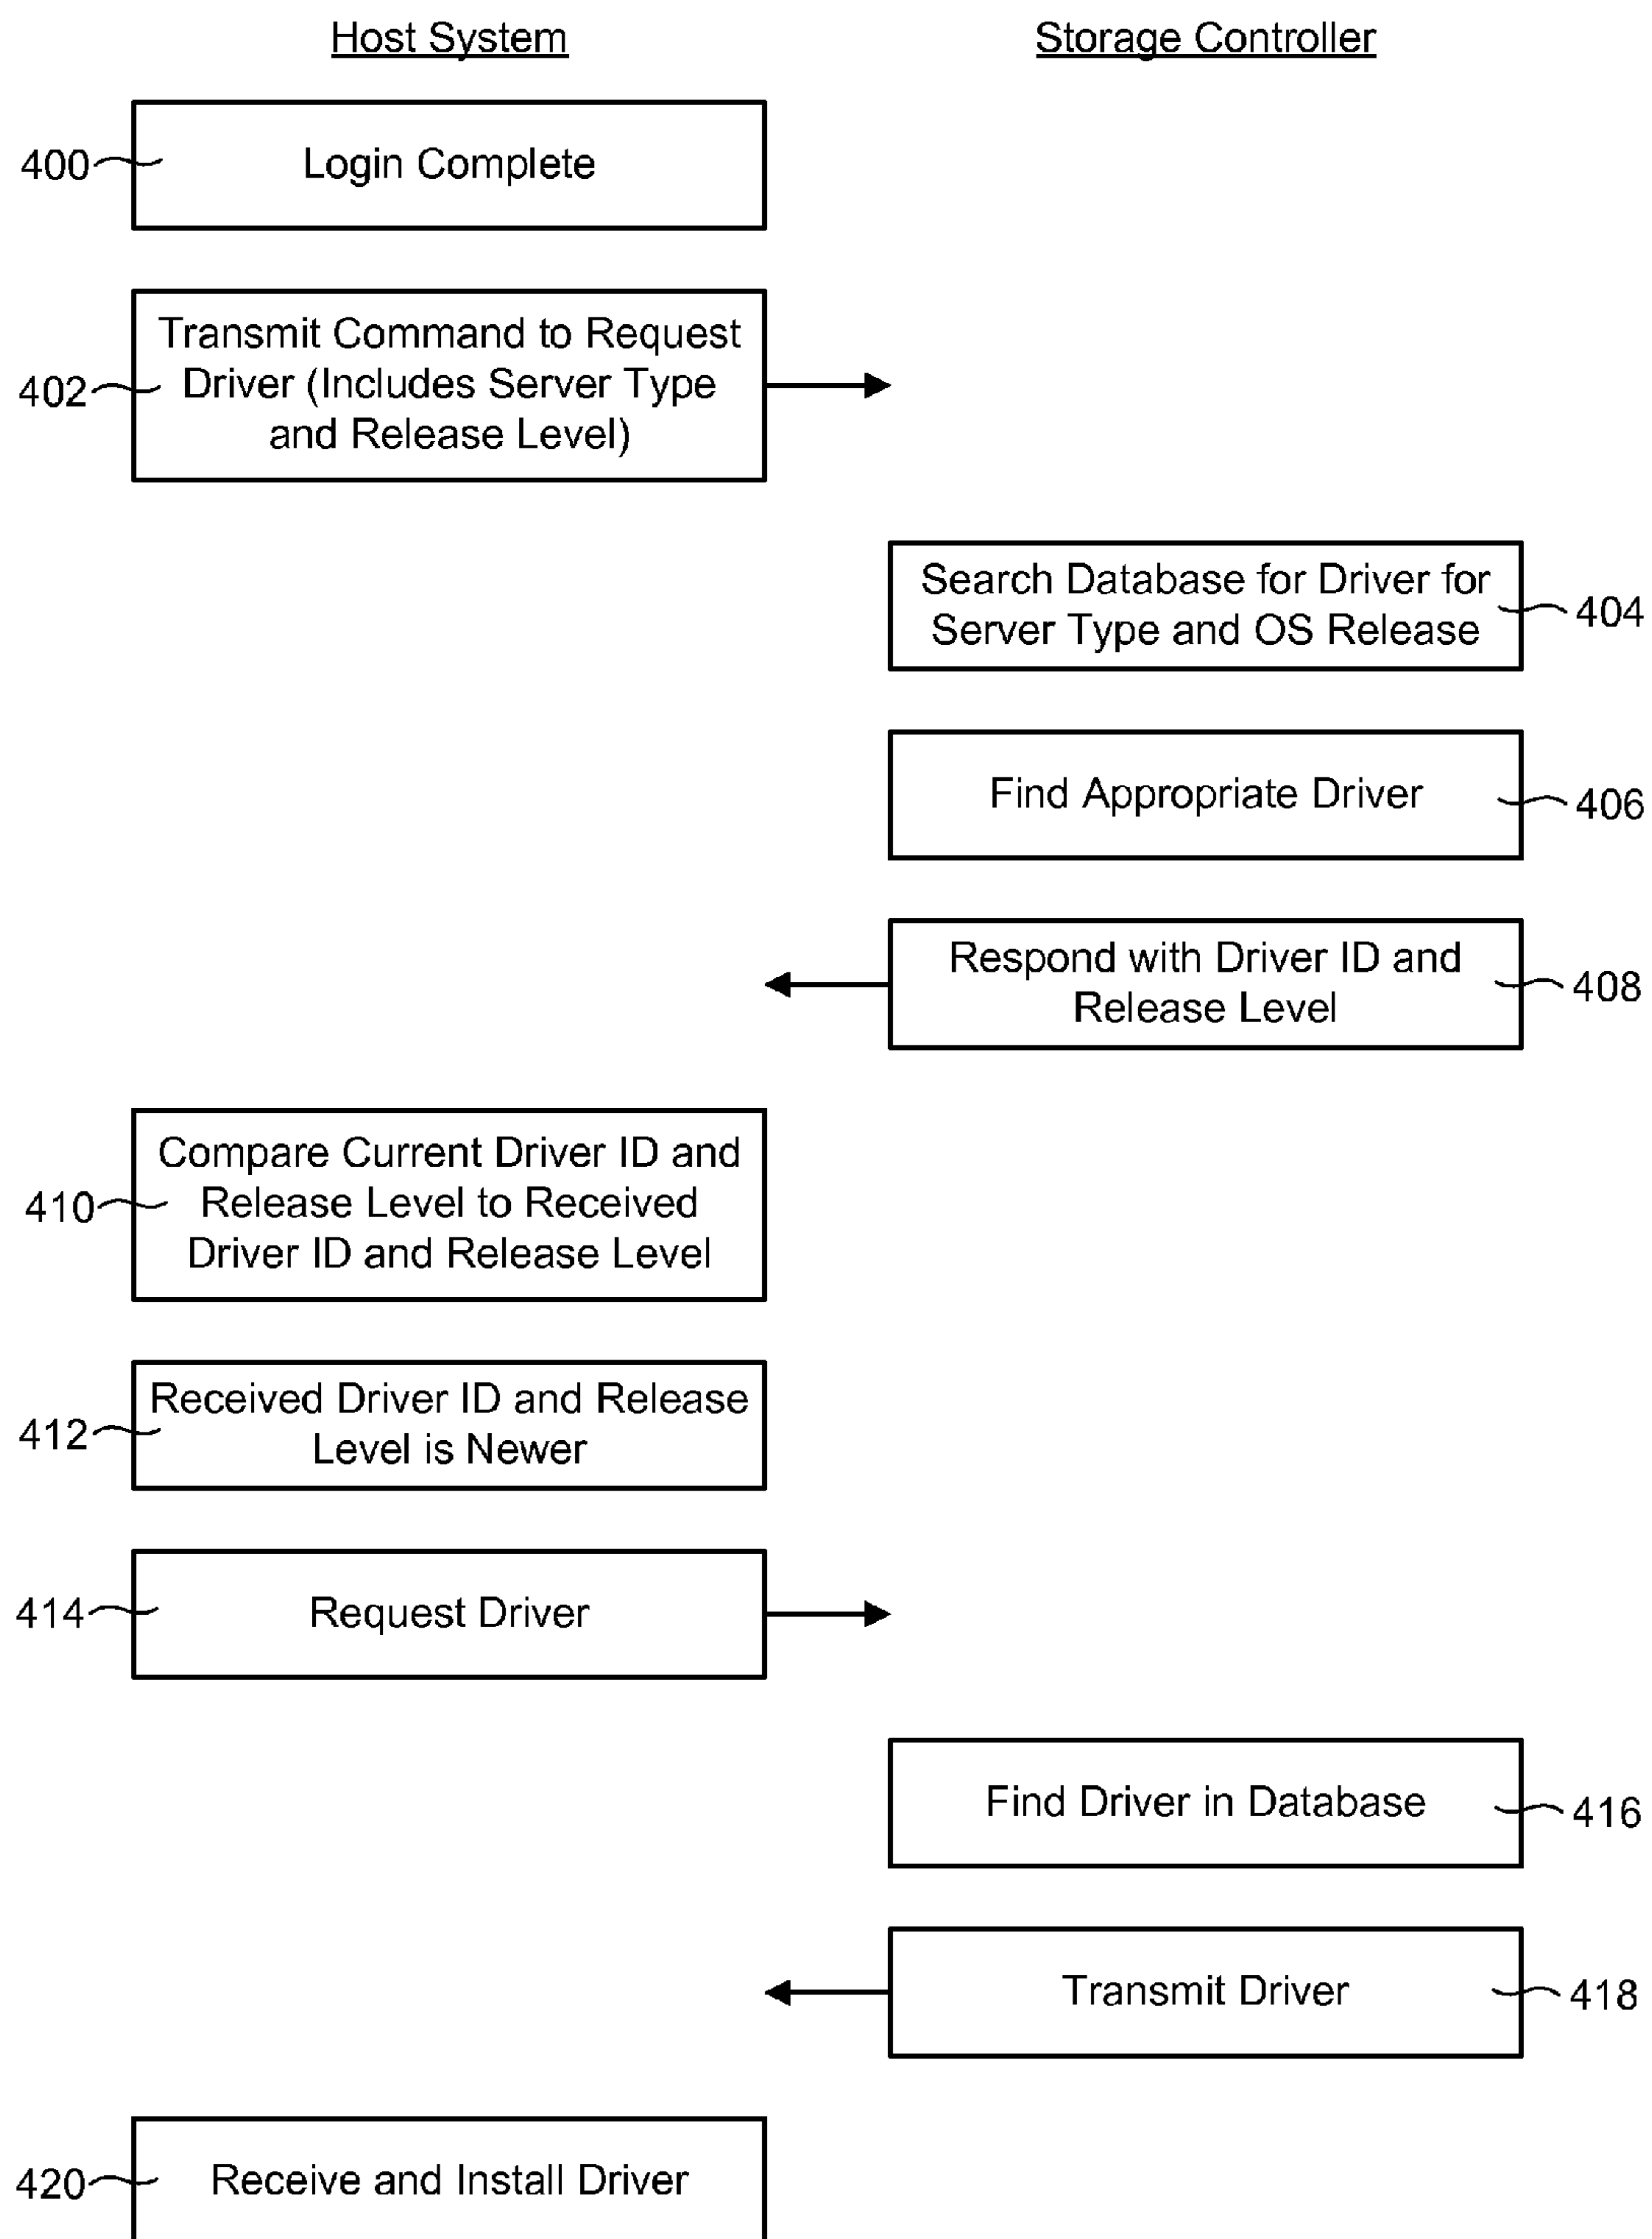 Host System
Storage Controller
400
Login Complete
Transmit Command to Request
402
Driver (Includes Server Type
and Release Level)
Search Database for Driver for
Server Type and OS Release
404
Find Appropriate Driver
406
Respond with Driver ID and
Release Level
408
Compare Current Driver ID and
410
Release Level to Received
Driver ID and Release Level
Received Driver ID and Release
412
Level is Newer
414
Request Driver
Find Driver in Database
416
Transmit Driver
418
420
Receive and Install Driver